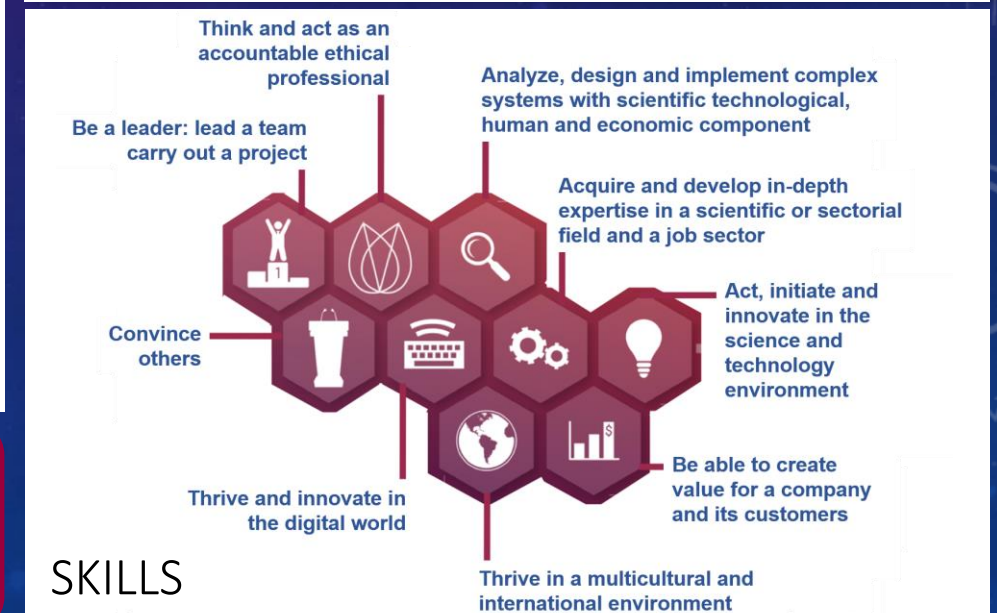 Think and act as an
accountable ethical
professional
Analyze, design and implement complex
systems with scientific technological,
human and economic component
Be a leader: lead a team
carry out a project
Acquire and develop in-depth
expertise in a scientific or sectorial
field and a job sector
1
Act, initiate and
innovate in the
science and
technology
environment
Convince
others
$
Be able to create
value for a company
and its customers
Thrive and innovate in
the digital world
SKILLS
Thrive in a multicultural and
international environment